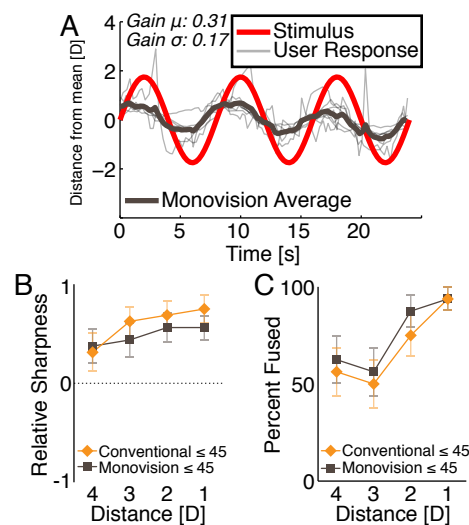 A
Gain μ: 0.31
Gain σ: 0.17
Stimulus
User Response
Distance from mean [D]
4
2
0
−2
Monovision Average
0 5 10 15 20
Time [s]
B
Relative Sharpness
1
0
-1
Conventional ≤ 45
Monovision ≤ 45
4 3 2 1
Distance [D]
C
Percent Fused
100
50
0
Conventional ≤ 45
Monovision ≤ 45
4 3 2 1
Distance [D]